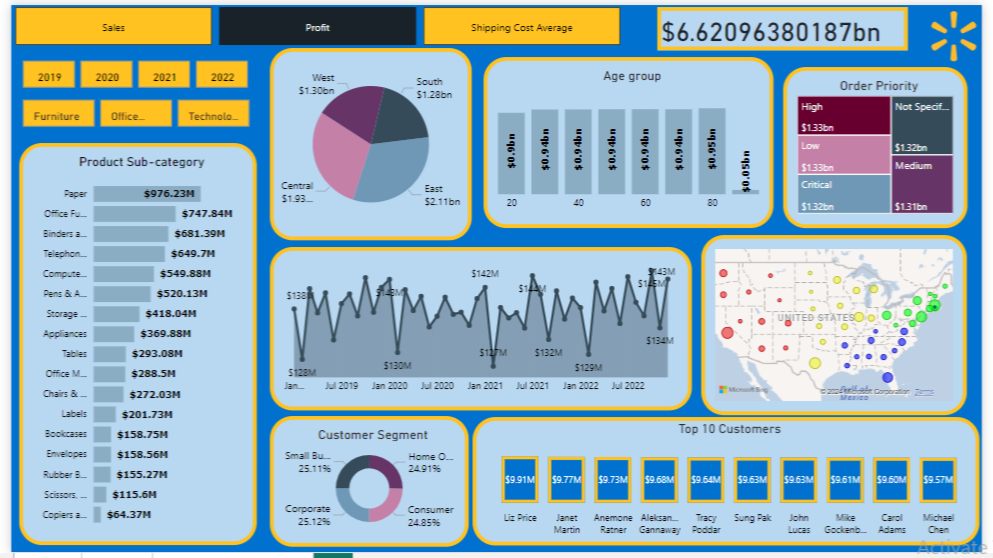 Sales
Profit
Shipping Cost Average
$6.62096380187bn
2019
2020
2021
2022
Furniture
Office...
Technolo...
Product Sub-category
Paper
$976.23M
Office Fu...
$747.84M
Binders a...
$681.39M
Telephon...
$649.7M
Compute...
$549.88M
Pens & A...
$520.13M
Storage ...
$418.04M
Appliances
$369.88M
Tables
$293.08M
Office M...
$288.5M
Chairs & ...
$272.03M
Labels
$201.73M
Bookcases
$158.75M
Envelopes
$158.56M
Rubber B...
$155.27M
Scissors, ...
$115.6M
Copiers a...
$64.37M
West
$1.30bn
South
$1.28bn
Central
$1.93...
East
$2.11bn
Age group
$0.9bn
$0.94bn
$0.94bn
$0.94bn
$0.94bn
$0.95bn
$0.05bn
20
40
60
80
Order Priority
High
$1.33bn
Low
$1.33bn
Critical
$1.32bn
Not Specif...
$1.32bn
Medium
$1.31bn
$138M
$128M
$143M
$130M
$142M
$127M
$144M
$132M
$129M
$145M
$143M
$134M
Jan...
Jul 2019
Jan 2020
Jul 2020
Jan 2021
Jul 2021
Jan 2022
Jul 2022
UNITED STATES
Gulf of
Mexico
Microsoft Bing
© 2024 Microsoft Corporation
Terms
Customer Segment
Small Bu...
25.11%
Home O...
24.91%
Corporate
25.12%
Consumer
24.85%
Top 10 Customers
$9.91M
$9.77M
$9.73M
$9.68M
$9.64M
$9.63M
$9.63M
$9.61M
$9.60M
$9.57M
Liz Price
Janet
Martin
Anemone
Ratner
Aleksan...
Gannaway
Tracy
Poddar
Sung Pak
John
Lucas
Mike
Gockenb...
Carol
Adams
Michael
Chen
Activate